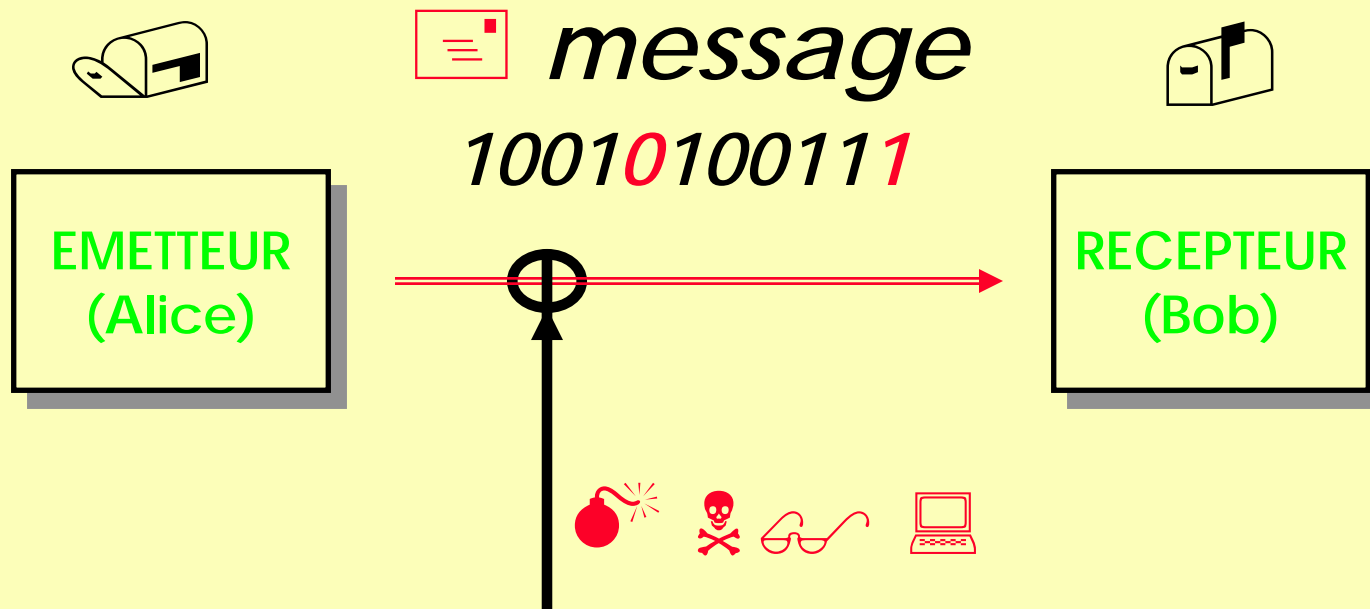 message
100101001111
EMETTEUR
(Alice)
RECEPTEUR
(Bob)